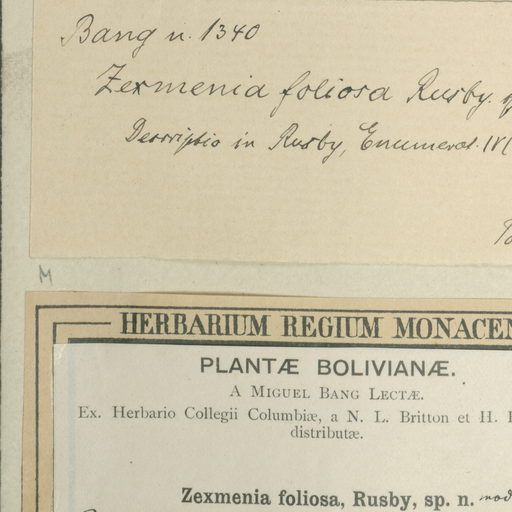 Bang n. 1340
Zexmenia foliosa Rusby.
Descriptio in Rusby, Enumerat.
M
HERBARIUM REGIUM MONACEN
PLANTÆ BOLIVIANÆ.
A MIGUEL BANG LECTÆ.
Ex. Herbario Collegii Columbiæ, a N. L. Britton et H.
distributæ.
Zexmenia foliosa, Rusby, sp. n.